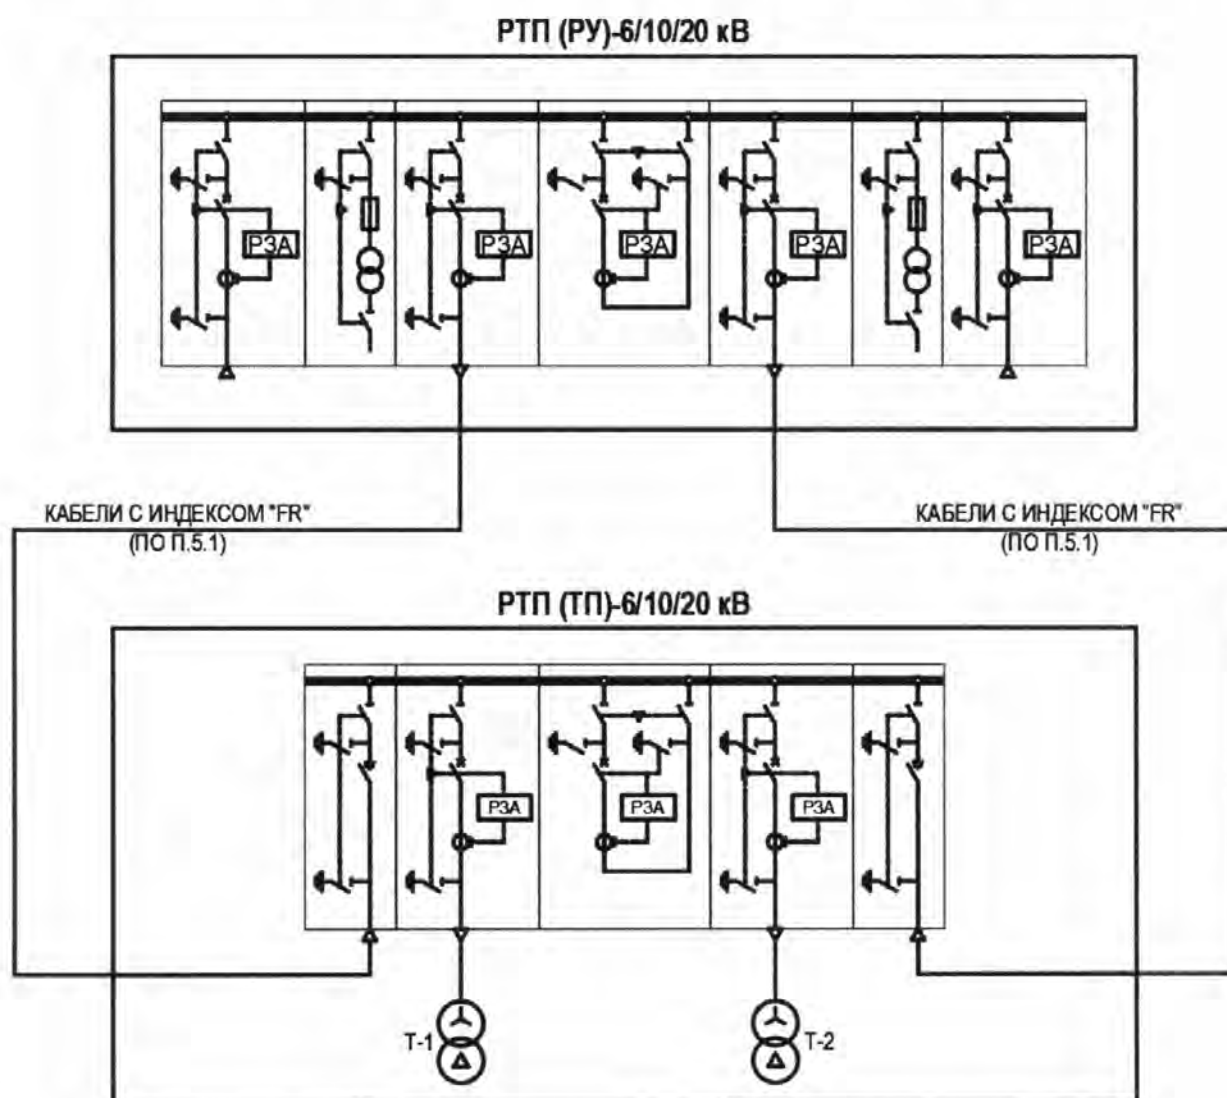 РТП (РУ)-6/10/20 кВ
РЗА РЗА РЗА РЗА РЗА
КАБЕЛИ С ИНДЕКСОМ "FR" КАБЕЛИ С ИНДЕКСОМ "FR"
(ПО П.5.1) (ПО П.5.1)
РТП (ТП)-6/10/20 кВ
РЗА РЗА РЗА
Т-1 Т-2